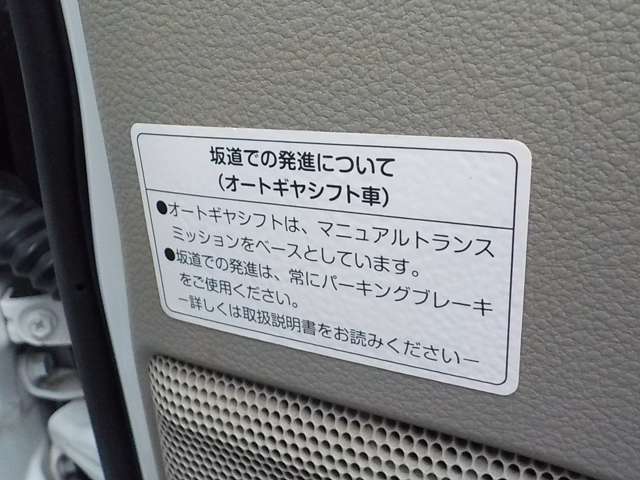 坂道での発進について
(オートギヤシフト車)
●オートギヤシフトは、マニュアルトランス
ミッションをベースとしています。
●坂道での発進は、常にパーキングブレーキ
をご使用ください。
ー詳しくは取扱説明書をお読みくださいー